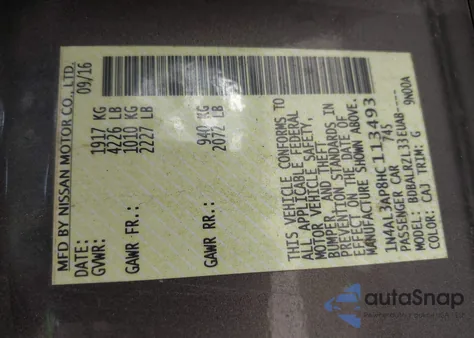 MFD BY NISSAN MOTOR CO., LTD.
DATE: 09/16
GVWR: 1917 KG
4226 LB
GAWR FR.: 1010 KG
2227 LB
GAWR RR.: 940 KG
2072 LB
THIS VEHICLE CONFORMS TO
ALL APPLICABLE FEDERAL
MOTOR VEHICLE SAFETY,
BUMPER, AND THEFT
PREVENTION STANDARDS IN
EFFECT ON THE DATE OF
MANUFACTURE SHOWN ABOVE.
1N4AL3AP8HC113493
PASSENGER CAR 745
MODEL: BDBALRZL33EUAB---- 9N00A
COLOR: CAJ TRIM: G
autoSnap